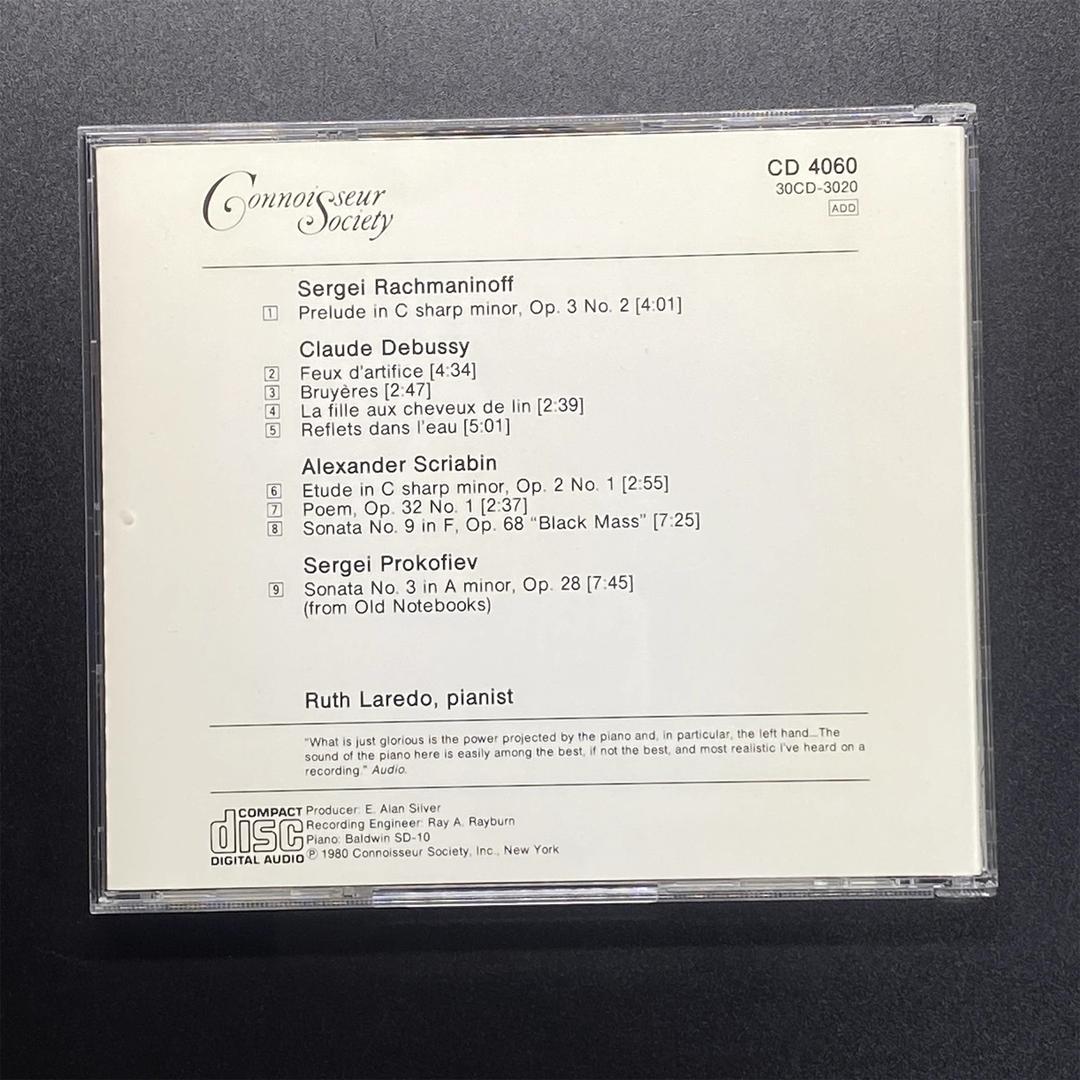 Connoisseur
Society
CD 4060
30CD-3020
ADD
Sergei Rachmaninoff
1 Prelude in C sharp minor, Op. 3 No. 2 [4:01]
Claude Debussy
2 Feux d'artifice [4:34]
3 Bruyères [2:47]
4 La fille aux cheveux de lin [2:39]
5 Reflets dans l'eau [5:01]
Alexander Scriabin
6 Etude in C sharp minor, Op. 2 No. 1 [2:55]
7 Poem, Op. 32 No. 1 [2:37]
8 Sonata No. 9 in F, Op. 68 "Black Mass" [7:25]
Sergei Prokofiev
9 Sonata No. 3 in A minor, Op. 28 [7:45]
(from Old Notebooks)
Ruth Laredo, pianist
"What is just glorious is the power projected by the piano and, in particular, the left hand...The
sound of the piano here is easily among the best, if not the best, and most realistic I've heard on a
recording." Audio.
COMPACT
disc
DIGITAL AUDIO
Producer: E. Alan Silver
Recording Engineer: Ray A. Rayburn
Piano: Baldwin SD-10
℗ 1980 Connoisseur Society, Inc., New York